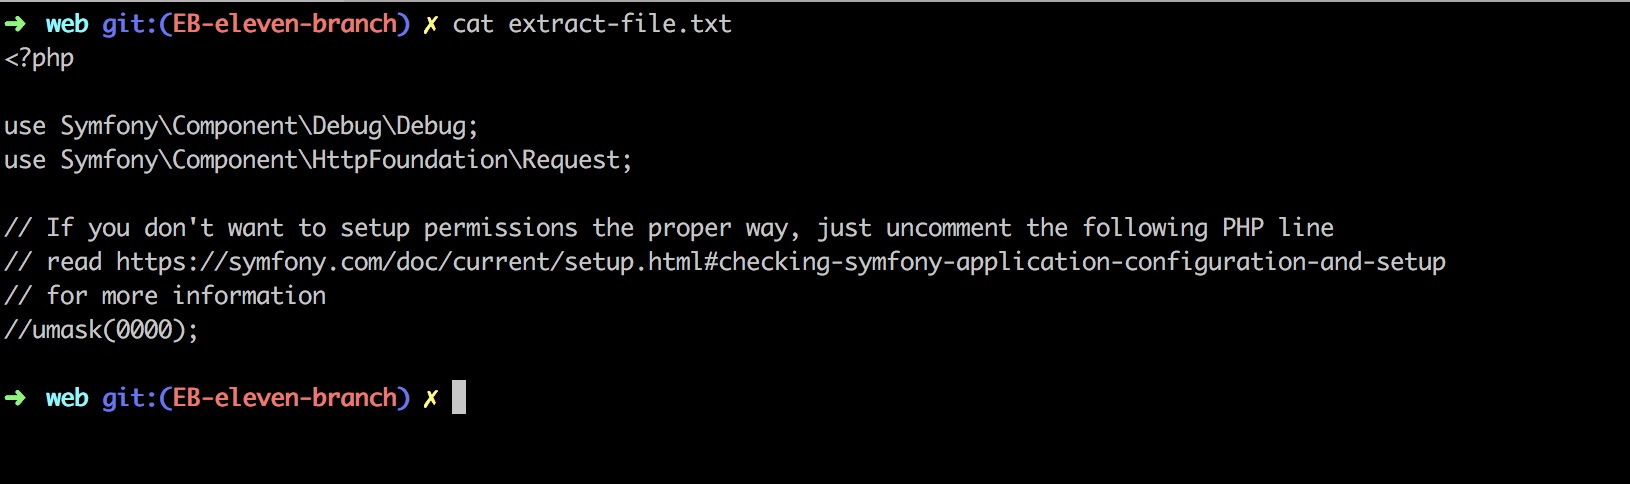 ➜ web git:(EB-eleven-branch) ✗ cat extract-file.txt
<?php
use Symfony\Component\Debug\Debug;
use Symfony\Component\HttpFoundation\Request;
// If you don't want to setup permissions the proper way, just uncomment the following PHP line
// read https://symfony.com/doc/current/setup.html#checking-symfony-application-configuration-and-setup
// for more information
//umask(0000);
➜ web git:(EB-eleven-branch) ✗